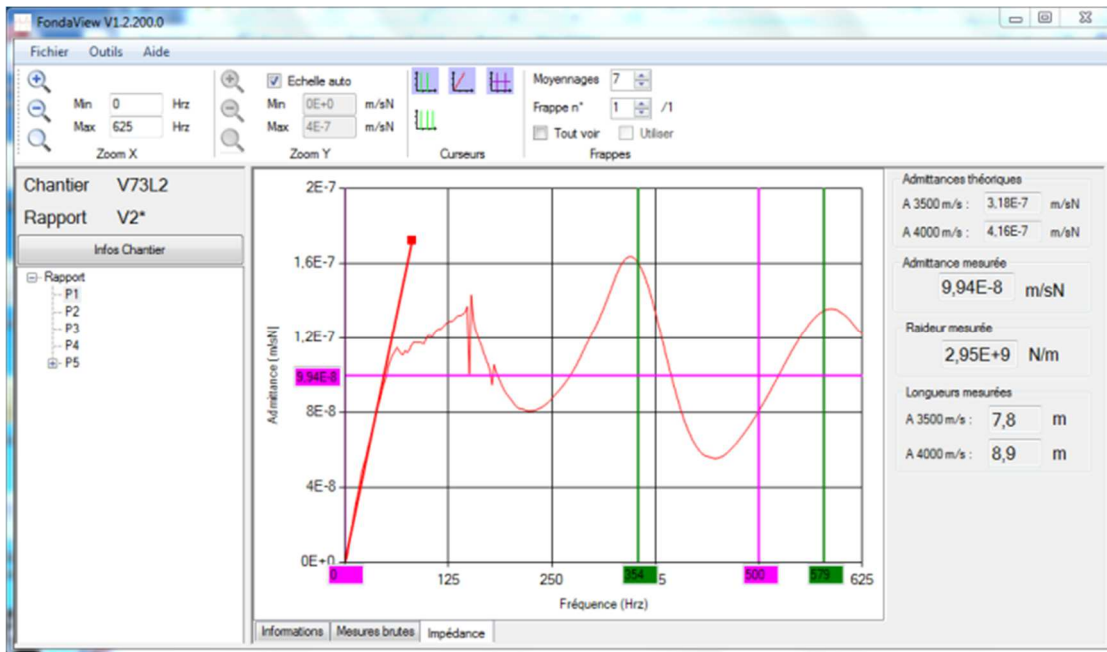 FondaView V1.2.200.0
Fichier Outils Aide
Min 0 Hrz
Max 625 Hrz
Zoom X
Echelle auto
Min 0E+0 m/sN
Max 4E-7 m/sN
Zoom Y
Curseurs
Moyennages 7
Frappe n° 1 /1
Tout voir Utiliser
Frappes
Chantier V73L2
Rapport V2*
Infos Chantier
Rapport
P1
P2
P3
P4
P5
2E-7
1,6E-7
1,2E-7
9,94E-8
8E-8
4E-8
0E+0
Admittance [m/sN]
0 125 250 354 5 500 579 625
Fréquence (Hrz)
Informations Mesures brutes Impédance
Admittances théoriques
A 3500 m/s : 3,18E-7 m/sN
A 4000 m/s : 4,16E-7 m/sN
Admittance mesurée
9,94E-8 m/sN
Raideur mesurée
2,95E+9 N/m
Longueurs mesurées
A 3500 m/s : 7,8 m
A 4000 m/s : 8,9 m